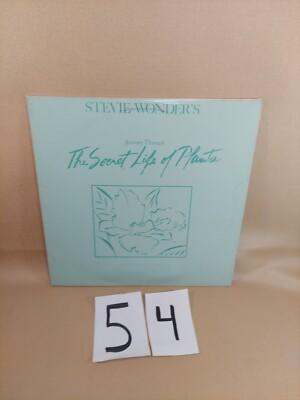 STEVIE WONDER'S
Journey Through
The Secret Life of Plants
54